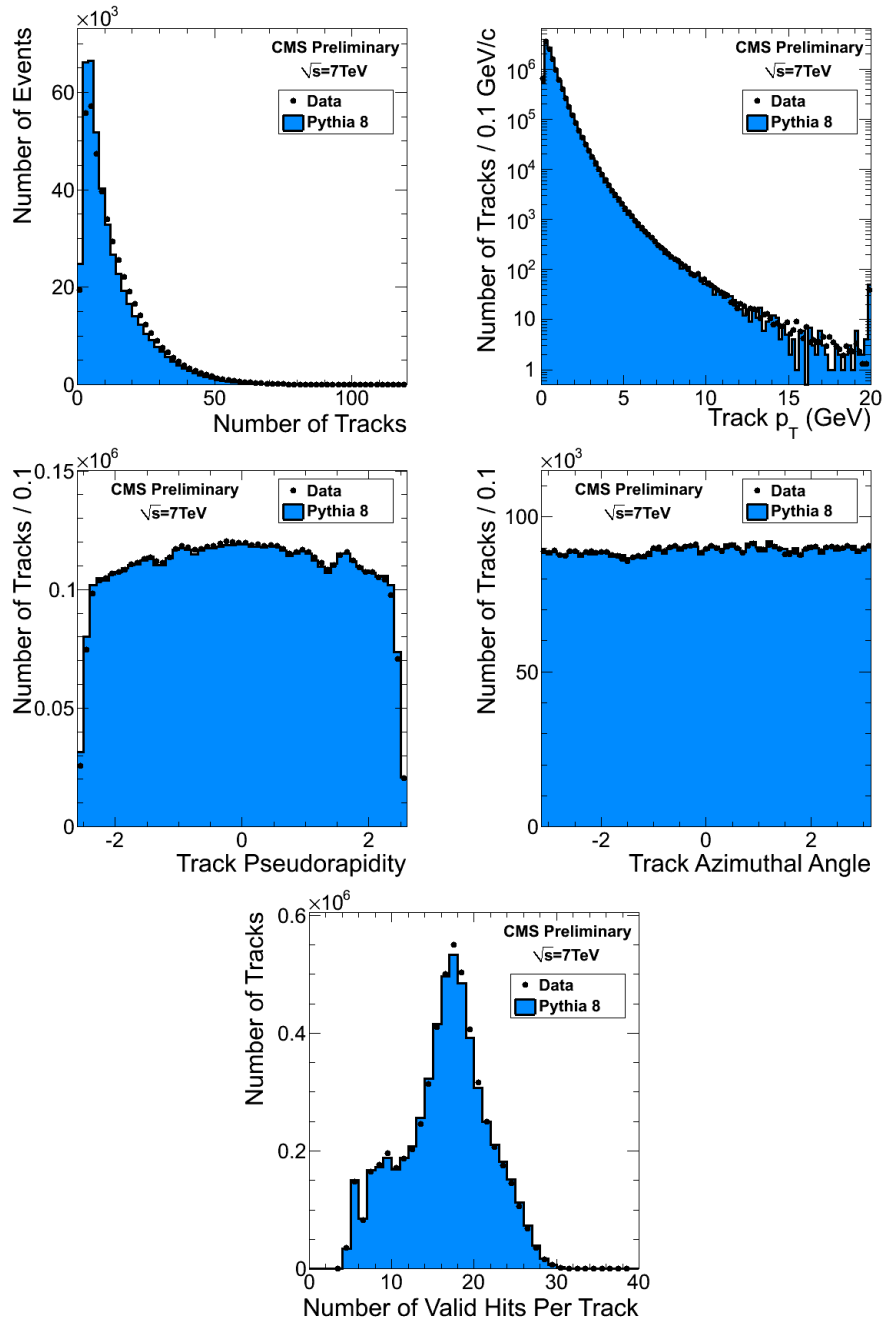 ×10³
Number of Events
60
40
20
0
0 50 100
Number of Tracks
CMS Preliminary
√s=7TeV
Data
Pythia 8
Number of Tracks / 0.1 GeV/c
10⁶
10⁵
10⁴
10³
10²
10
1
0 5 10 15 20
Track p_T (GeV)
CMS Preliminary
√s=7TeV
Data
Pythia 8
×10⁶
Number of Tracks / 0.1
0.15
0.1
0.05
0
-2 0 2
Track Pseudorapidity
CMS Preliminary
√s=7TeV
Data
Pythia 8
×10³
Number of Tracks / 0.1
100
50
0
-2 0 2
Track Azimuthal Angle
CMS Preliminary
√s=7TeV
Data
Pythia 8
×10⁶
Number of Tracks
0.6
0.4
0.2
0
0 10 20 30 40
Number of Valid Hits Per Track
CMS Preliminary
√s=7TeV
Data
Pythia 8